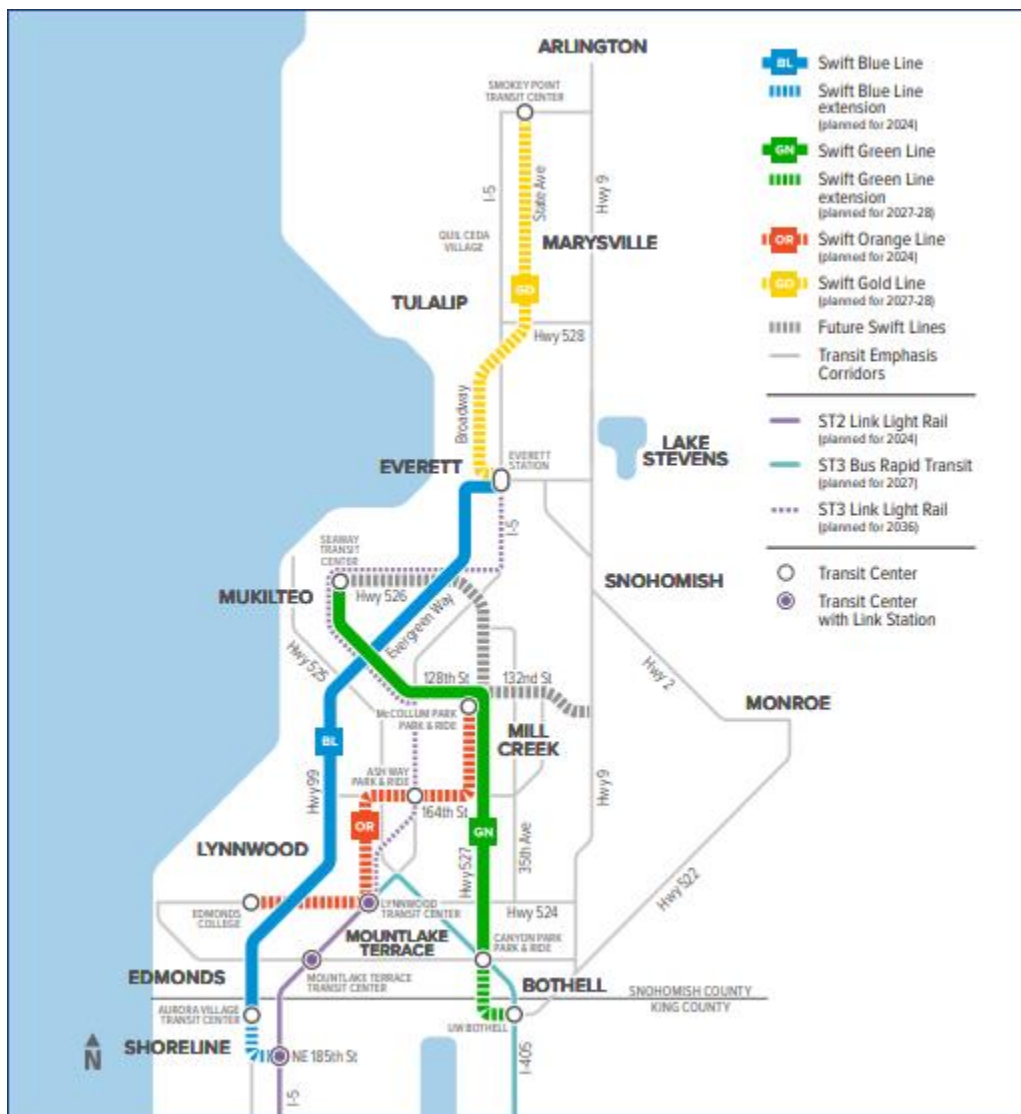 ARLINGTON
SMOKEY POINT
TRANSIT CENTER
I-5
State Ave
Hwy 9
QUIL CEDA
VILLAGE
MARYSVILLE
GD
TULALIP
Hwy 528
Broadway
EVERETT
EVERETT
STATION
LAKE
STEVENS
I-5
SEAWAY
TRANSIT
CENTER
SNOHOMISH
MUKILTEO
Hwy 526
Evergreen Way
Hwy 525
128th St
132nd St
Hwy 2
MONROE
McCOLLUM PARK
PARK & RIDE
MILL
CREEK
BL
Hwy 99
ASH WAY
PARK & RIDE
164th St
Hwy 9
OR
GN
35th Ave
Hwy 527
LYNNWOOD
Hwy 522
EDMONDS
COLLEGE
LYNNWOOD
TRANSIT CENTER
Hwy 524
MOUNTLAKE
TERRACE
CANYON PARK
PARK & RIDE
EDMONDS
MOUNTLAKE TERRACE
TRANSIT CENTER
BOTHELL
SNOHOMISH COUNTY
KING COUNTY
AURORA VILLAGE
TRANSIT CENTER
UW BOTHELL
SHORELINE
NE 185th St
N
I-5
I-405
BL Swift Blue Line
Swift Blue Line
extension
(planned for 2024)
GN Swift Green Line
Swift Green Line
extension
(planned for 2027-28)
OR Swift Orange Line
(planned for 2024)
GD Swift Gold Line
(planned for 2027-28)
Future Swift Lines
Transit Emphasis
Corridors
ST2 Link Light Rail
(planned for 2024)
ST3 Bus Rapid Transit
(planned for 2027)
ST3 Link Light Rail
(planned for 2036)
Transit Center
Transit Center
with Link Station